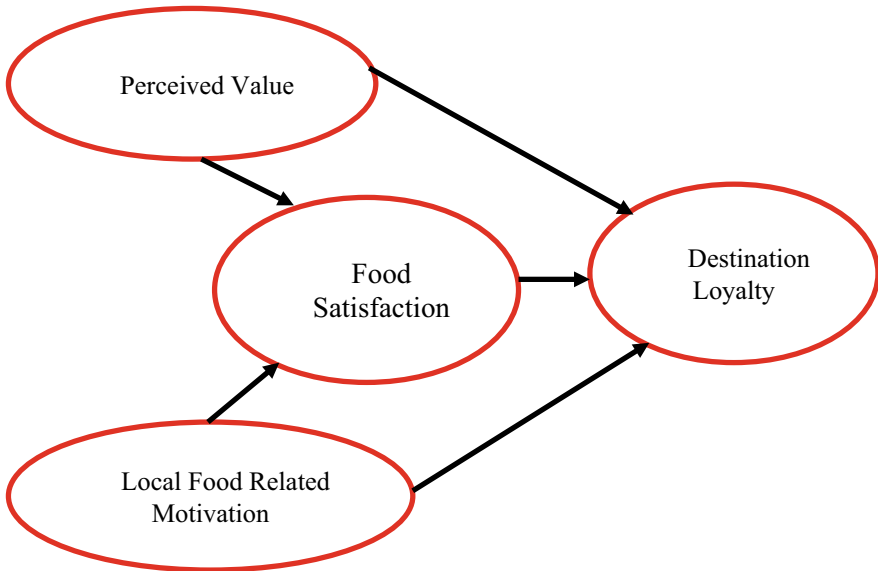 Perceived Value
Food
Satisfaction
Destination
Loyalty
Local Food Related
Motivation